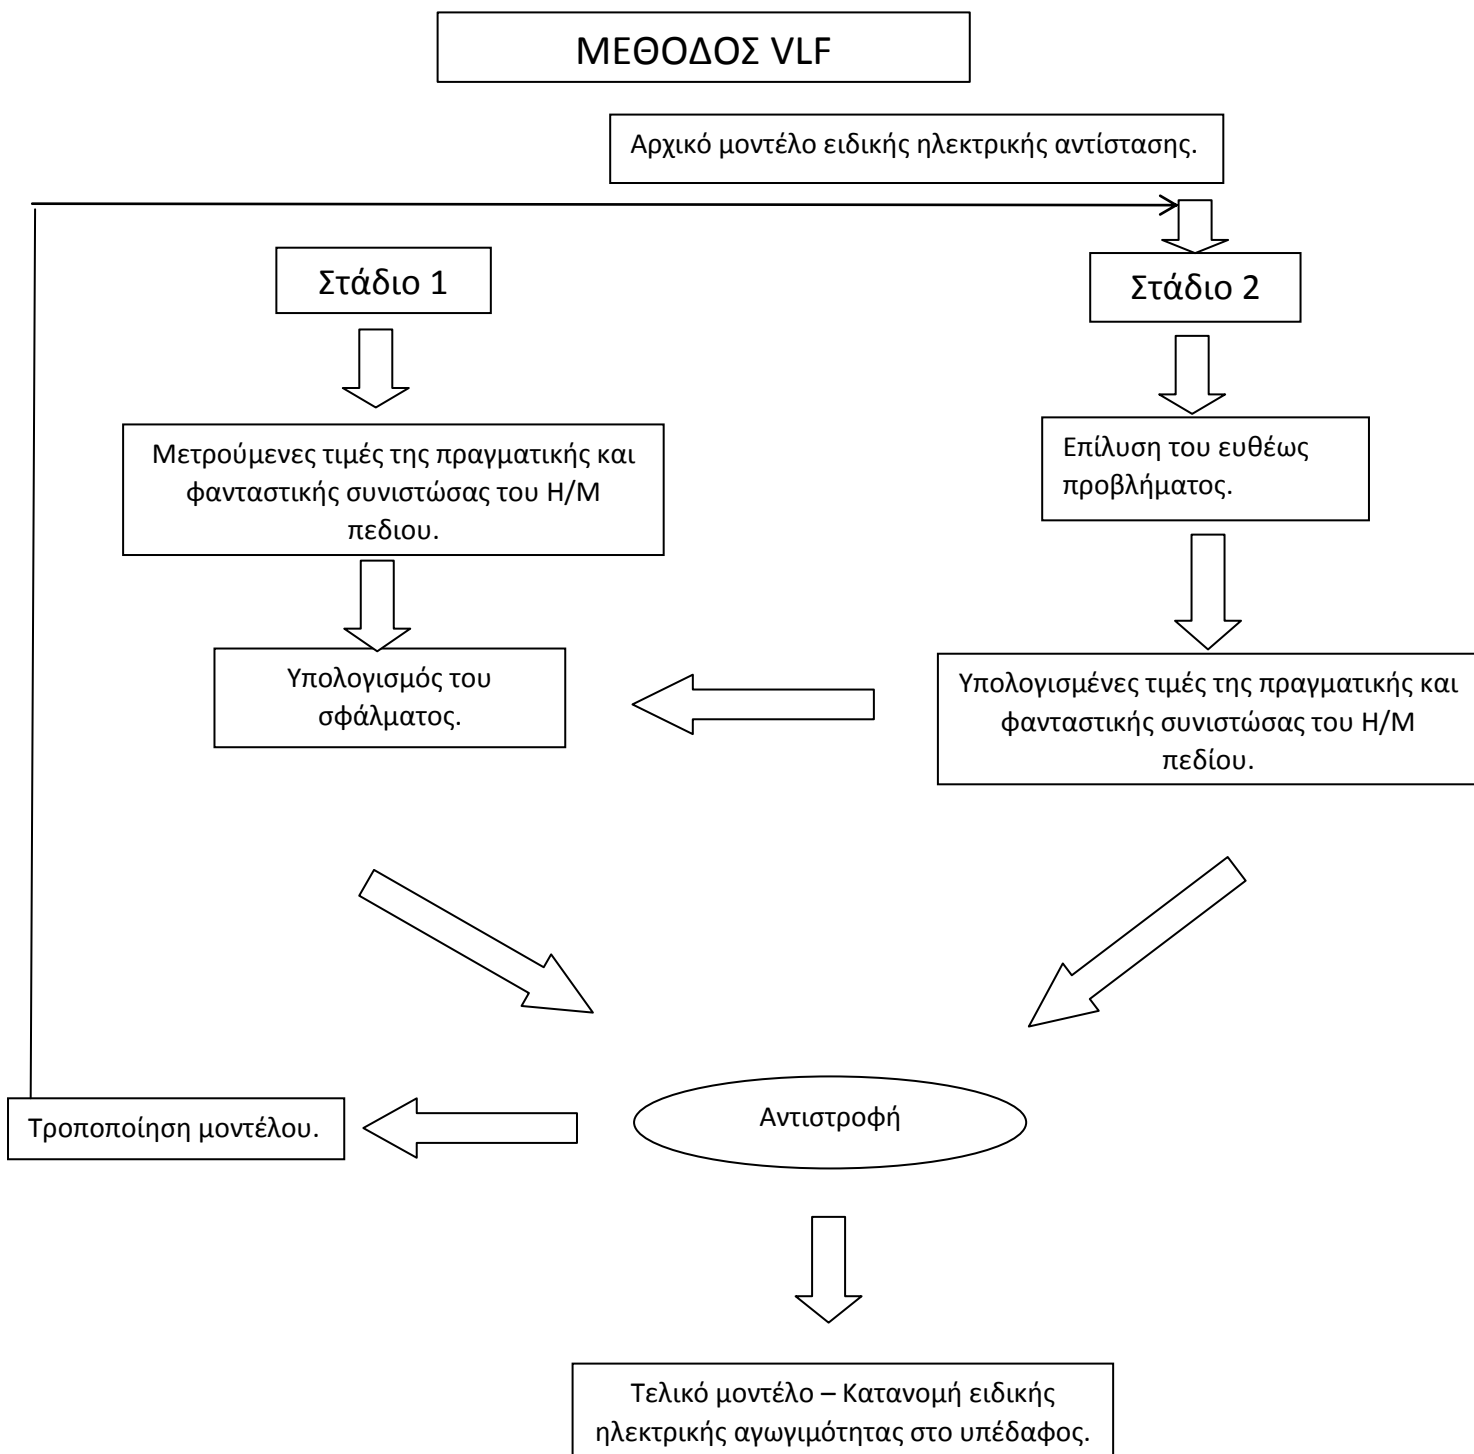 ΜΕΘΟΔΟΣ VLF
Αρχικό μοντέλο ειδικής ηλεκτρικής αντίστασης.
Στάδιο 1
Στάδιο 2
Μετρούμενες τιμές της πραγματικής και
φανταστικής συνιστώσας του Η/Μ
πεδιου.
Επίλυση του ευθέως
προβλήματος.
Υπολογισμός του
σφάλματος.
Υπολογισμένες τιμές της πραγματικής και
φανταστικής συνιστώσας του Η/Μ
πεδίου.
Αντιστροφή
Τροποποίηση μοντέλου.
Τελικό μοντέλο – Κατανομή ειδικής
ηλεκτρικής αγωγιμότητας στο υπέδαφος.